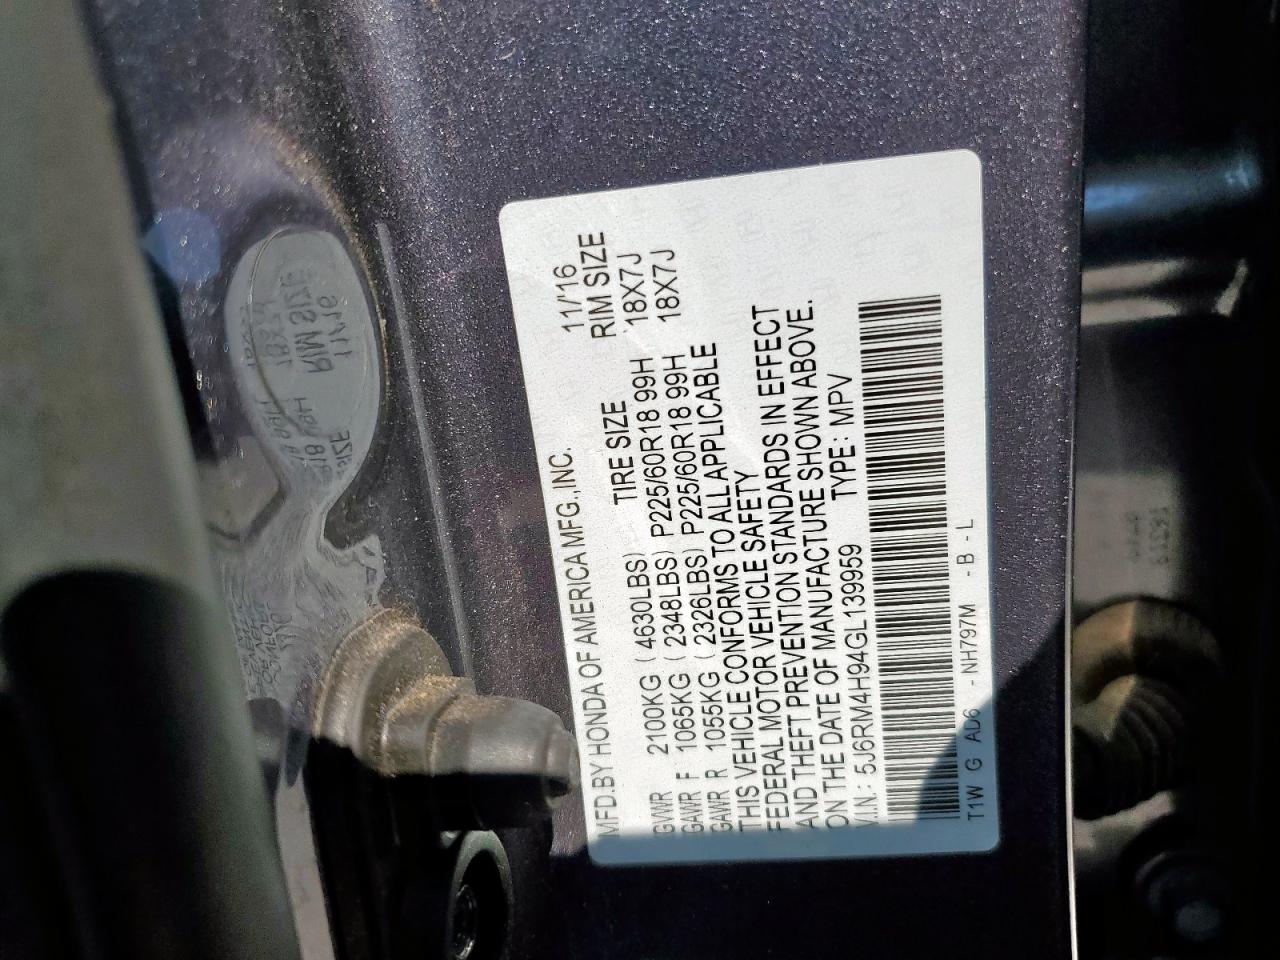 MFD.BY HONDA OF AMERICA MFG.,INC. 11/16
TIRE SIZE RIM SIZE
GVWR 2100KG ( 4630LBS)
GAWR F 1065KG ( 2348LBS) P225/60R18 99H 18X7J
GAWR R 1055KG ( 2326LBS) P225/60R18 99H 18X7J
THIS VEHICLE CONFORMS TO ALL APPLICABLE
FEDERAL MOTOR VEHICLE SAFETY
AND THEFT PREVENTION STANDARDS IN EFFECT
ON THE DATE OF MANUFACTURE SHOWN ABOVE.
V.I.N.: 5J6RM4H94GL139959 TYPE: MPV
T1W G AD6 -NH797M -B -L